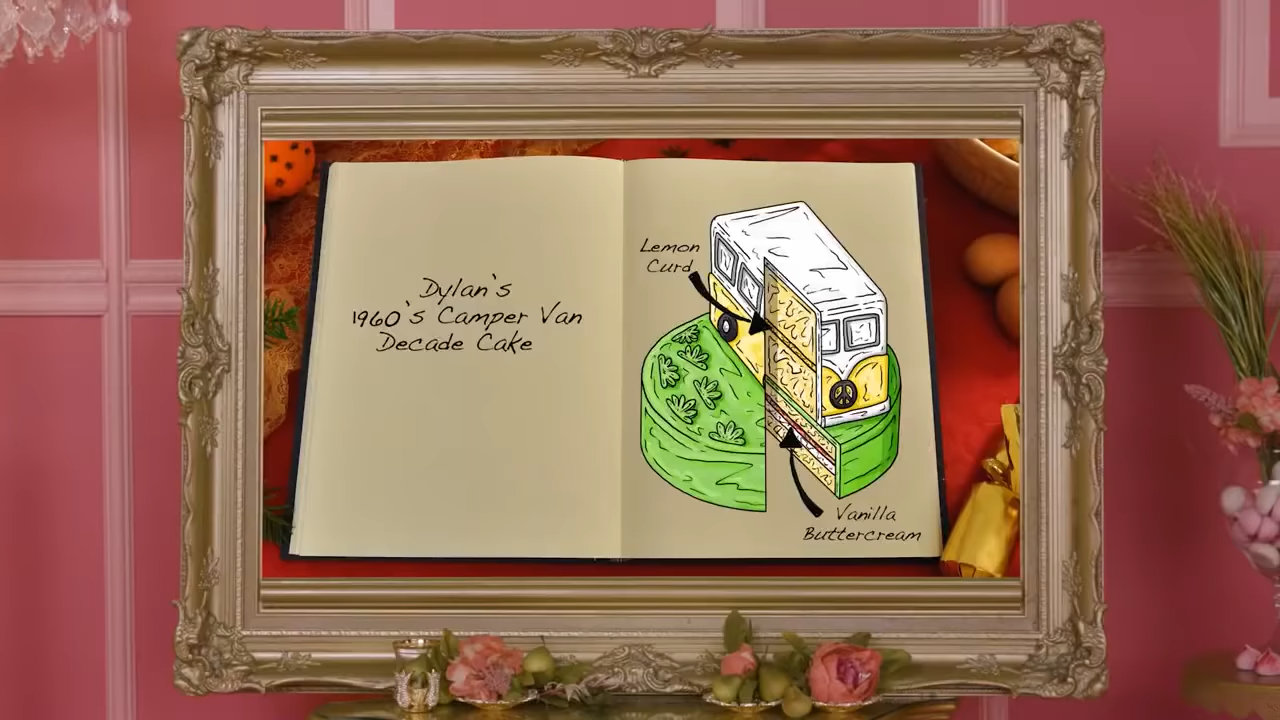 Dylan's
1960's Camper Van
Decade Cake
Lemon
Curd
Vanilla
Buttercream